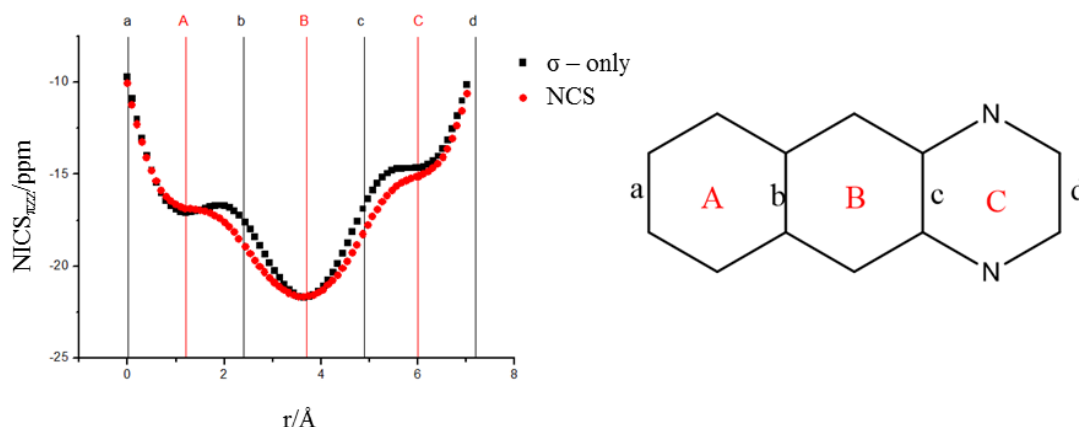 a A b B c C d
σ – only
NCS
-10
-15
-20
-25
NICSπZZ/ppm
0 2 4 6 8
r/Å
N
a A b B c C d
N